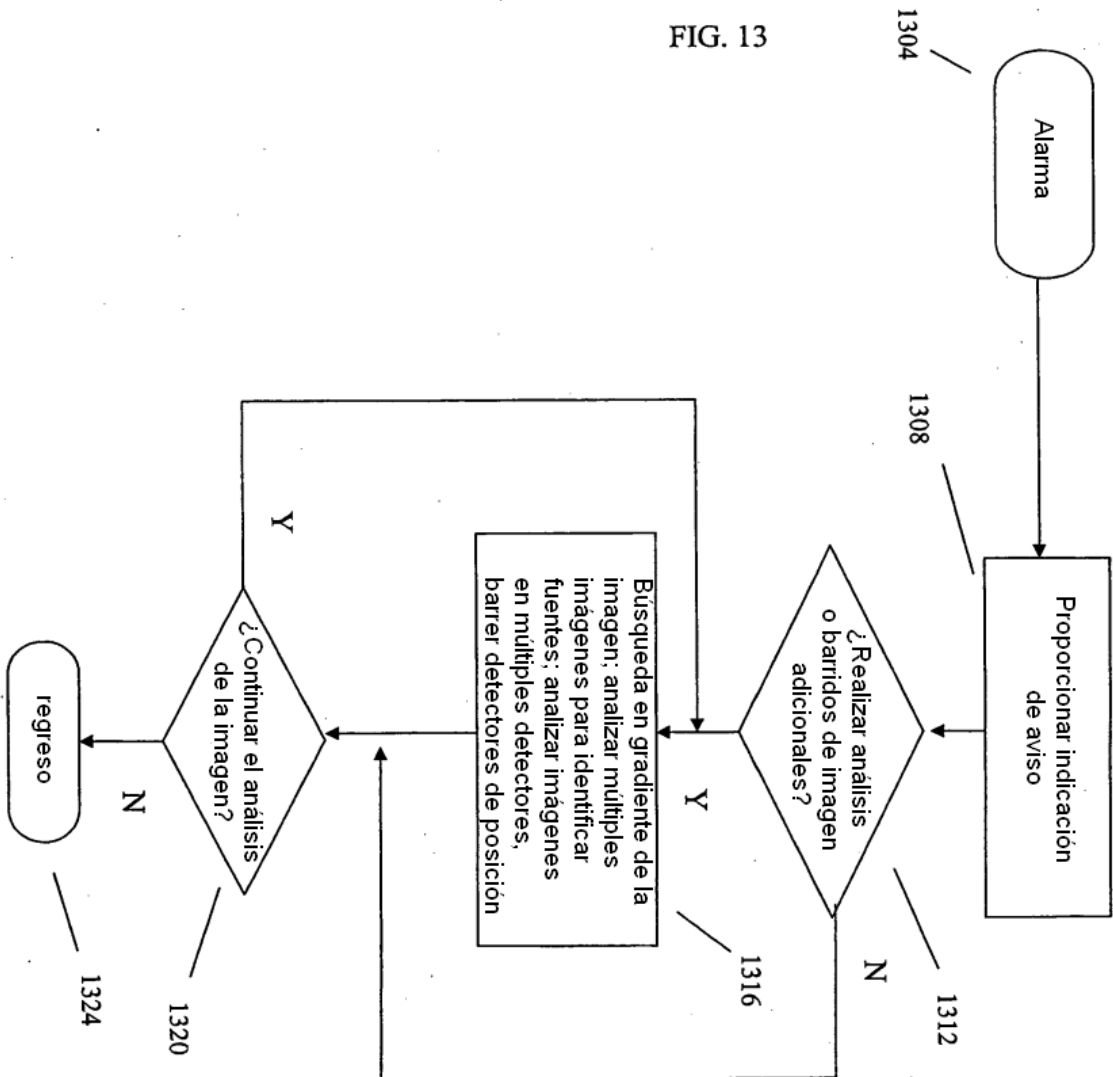 FIG. 13
1304
Alarma
1308
Proporcionar indicación
de aviso
¿Realizar análisis
o barridos de imagen
adicionales?
1312
N
Y
Búsqueda en gradiente de la
imagen; analizar múltiples
imágenes para identificar
fuentes; analizar imágenes
en múltiples detectores,
barrer detectores de posición
1316
Y
¿Continuar el análisis
de la imagen?
1320
N
regreso
1324